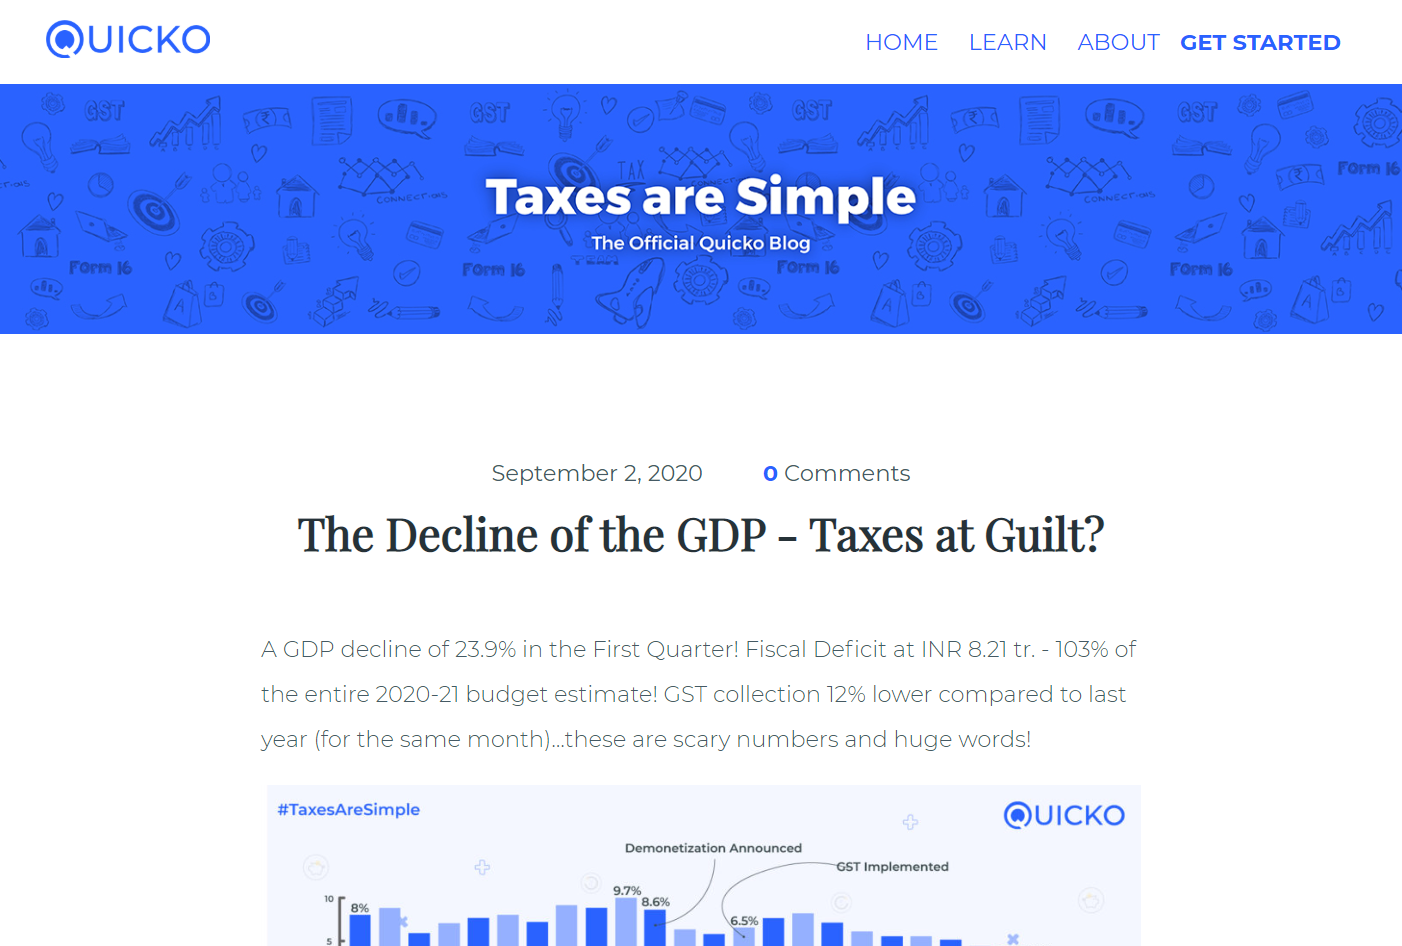 QUICKO
HOME LEARN ABOUT GET STARTED
GST
GST
GST
TAX
Form 16
CONNECTIONS
CONNECTIONS
Taxes are Simple
The Official Quicko Blog
TEAM
Form 16
Form 16
Form 16
Form 16
September 2, 2020 0 Comments
The Decline of the GDP – Taxes at Guilt?
A GDP decline of 23.9% in the First Quarter! Fiscal Deficit at INR 8.21 tr. - 103% of
the entire 2020-21 budget estimate! GST collection 12% lower compared to last
year (for the same month)...these are scary numbers and huge words!
#TaxesAreSimple
QUICKO
Demonetization Announced
GST Implemented
9.7%
10
8%
8.6%
6.5%
5